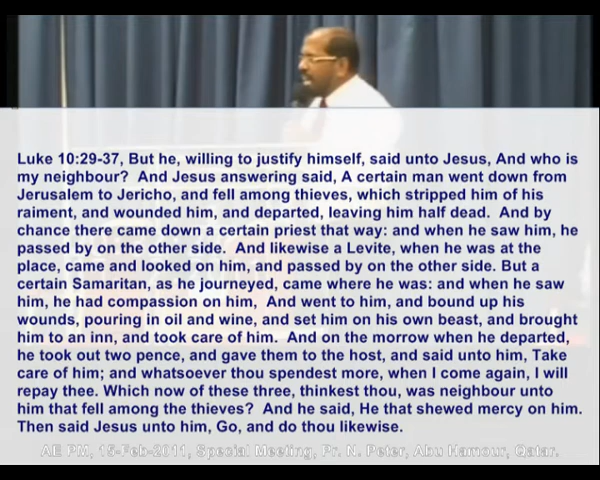 Luke 10:29-37, But he, willing to justify himself, said unto Jesus, And who is
my neighbour?  And Jesus answering said, A certain man went down from
Jerusalem to Jericho, and fell among thieves, which stripped him of his
raiment, and wounded him, and departed, leaving him half dead.  And by
chance there came down a certain priest that way: and when he saw him, he
passed by on the other side.  And likewise a Levite, when he was at the
place, came and looked on him, and passed by on the other side. But a
certain Samaritan, as he journeyed, came where he was: and when he saw
him, he had compassion on him,  And went to him, and bound up his
wounds, pouring in oil and wine, and set him on his own beast, and brought
him to an inn, and took care of him.  And on the morrow when he departed,
he took out two pence, and gave them to the host, and said unto him, Take
care of him; and whatsoever thou spendest more, when I come again, I will
repay thee. Which now of these three, thinkest thou, was neighbour unto
him that fell among the thieves?  And he said, He that shewed mercy on him.
Then said Jesus unto him, Go, and do thou likewise.
AE PM, 15-Feb-2011, Special Meeting, Pr. N. Peter, Abu Hamour, Qatar.